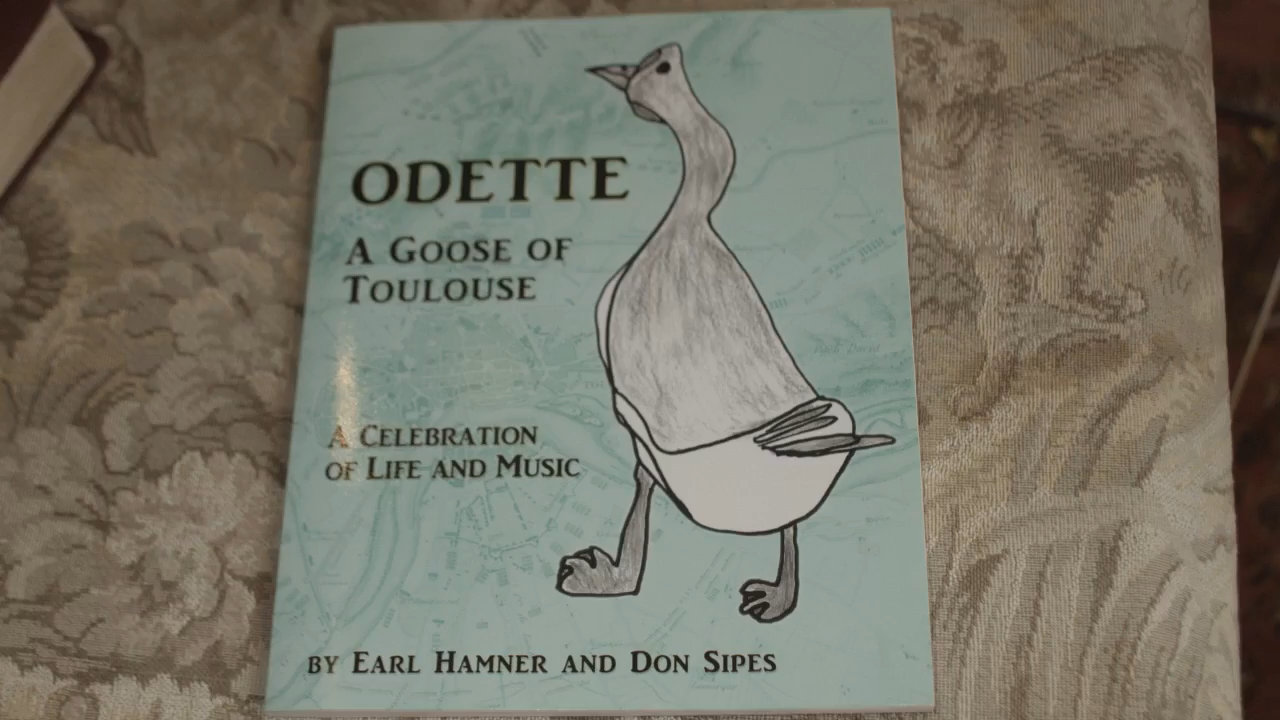 ODETTE
A GOOSE OF
TOULOUSE
A CELEBRATION
OF LIFE AND MUSIC
BY EARL HAMNER AND DON SIPES